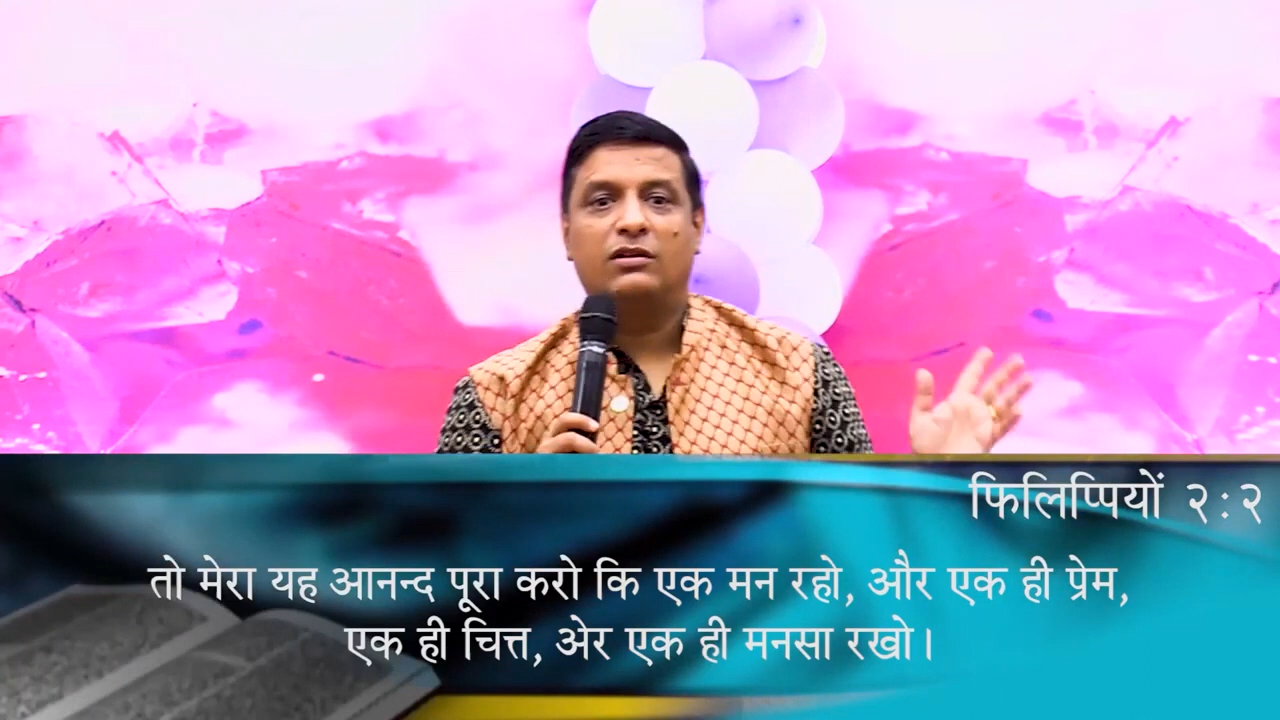 फिलिप्पियों २:२
तो मेरा यह आनन्द पूरा करो कि एक मन रहो, और एक ही प्रेम,
एक ही चित्त, अेर एक ही मनसा रखो।